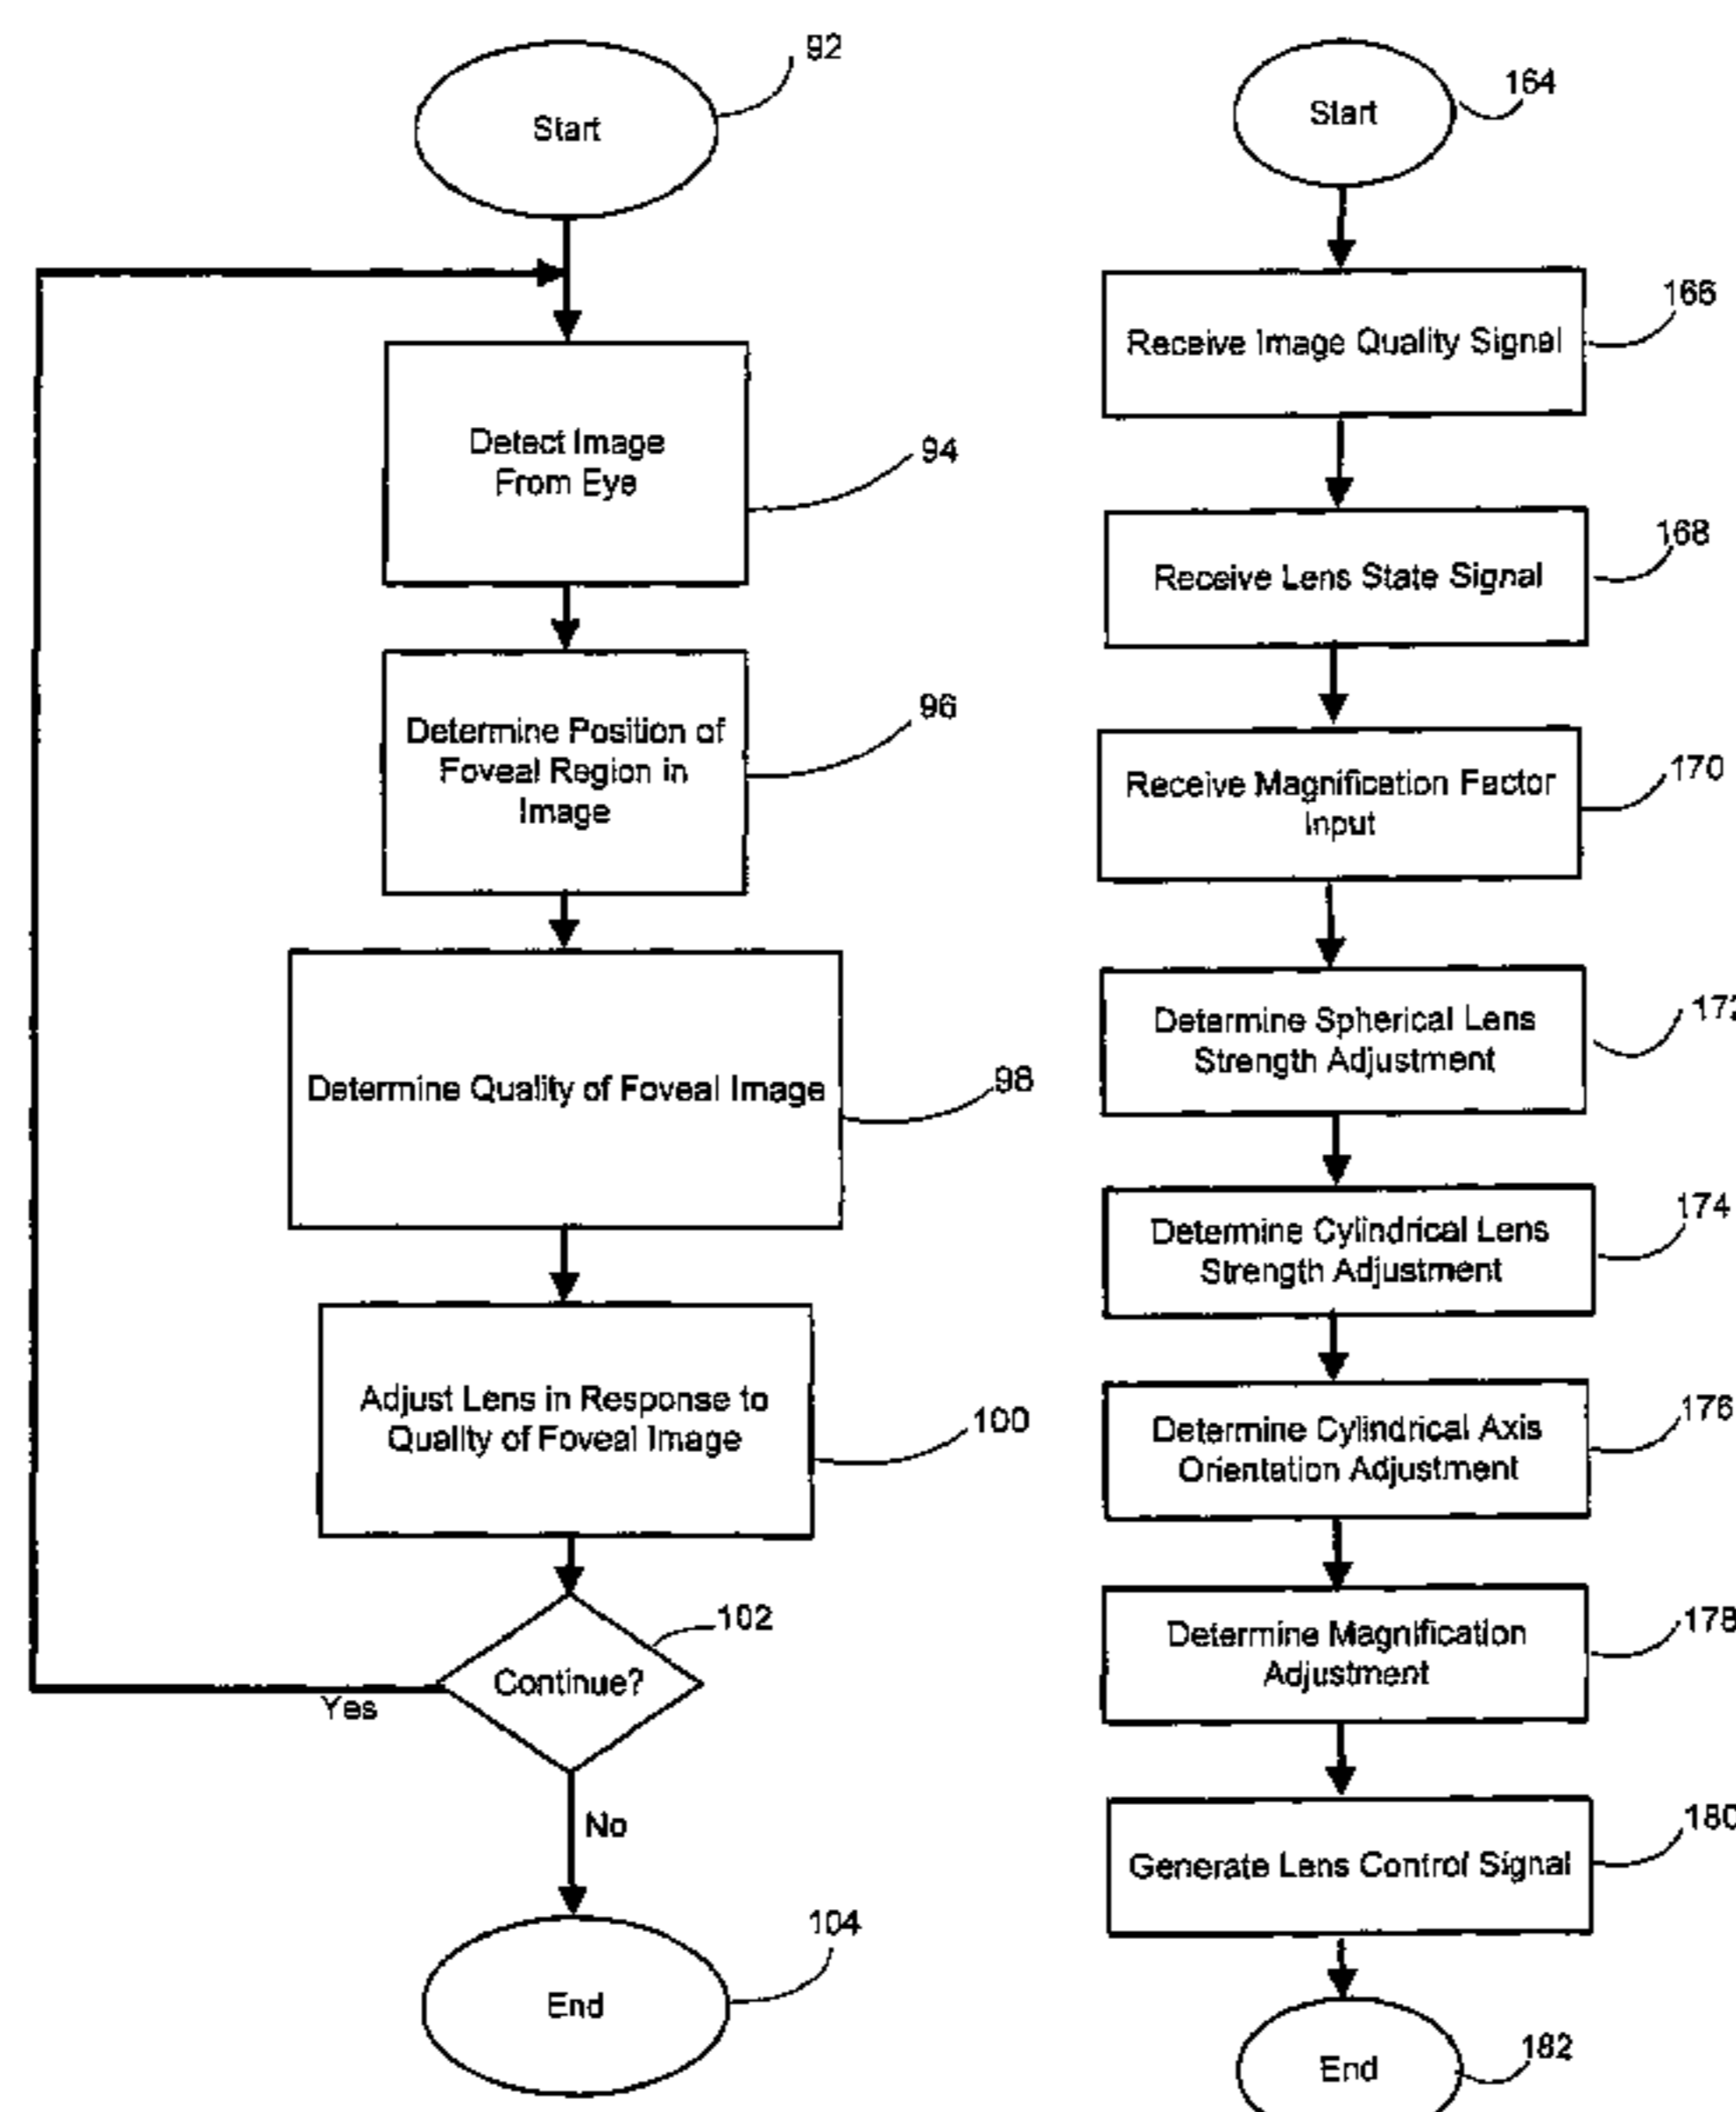 Start
92
Detect Image
From Eye
94
Determine Position of
Foveal Region in
Image
96
Determine Quality of Foveal Image
98
Adjust Lens in Response to
Quality of Foveal Image
100
Continue?
102
Yes
No
End
104
Start
164
Receive Image Quality Signal
166
Receive Lens State Signal
168
Receive Magnification Factor
Input
170
Determine Spherical Lens
Strength Adjustment
Determine Cylindrical Lens
Strength Adjustment
174
Determine Cylindrical Axis
Orientation Adjustment
176
Determine Magnification
Adjustment
178
Generate Lens Control Signal
180
End
182